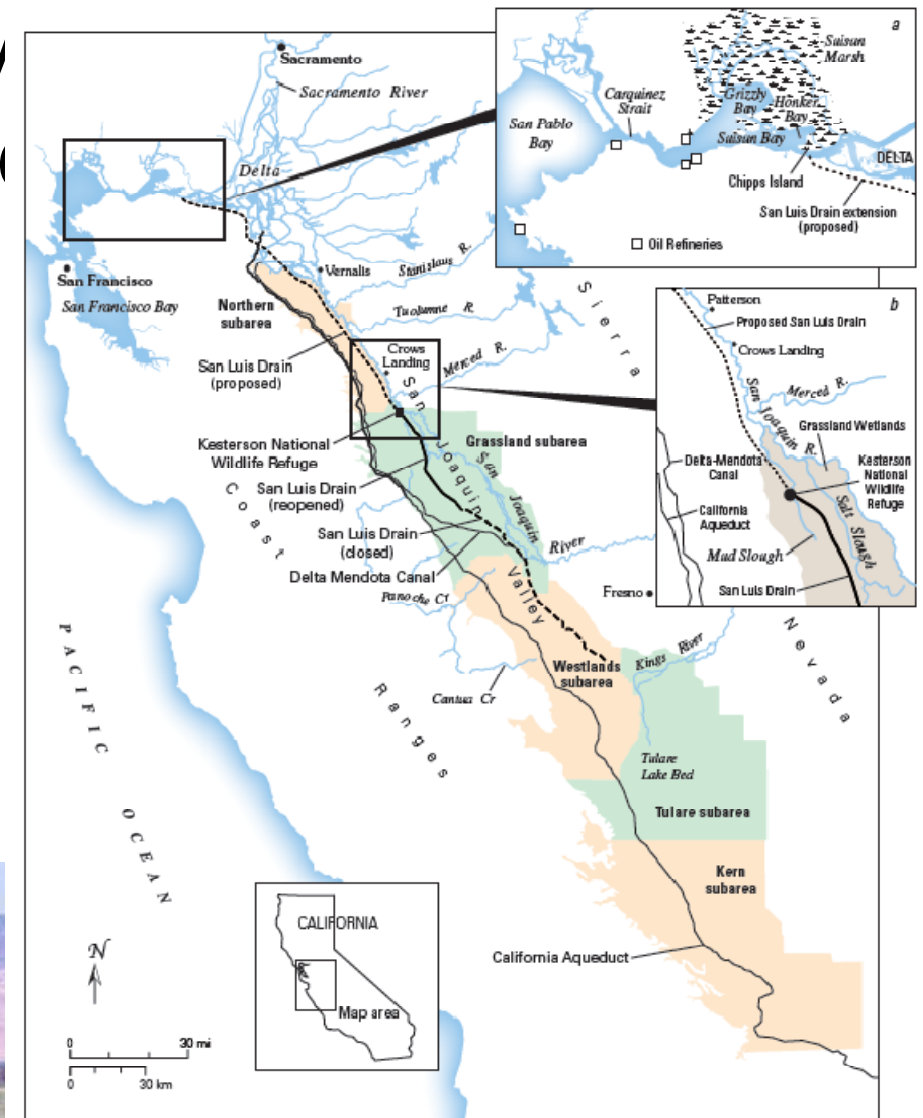 Sacramento
Sacramento River
Delta
San Francisco
San Francisco Bay
Vernalis
Stanislaus R.
Northern
subarea
Tuolumne R.
San Luis Drain
(proposed)
Crows
Landing
Merced R.
Kesterson National
Wildlife Refuge
Grassland subarea
San Luis Drain
(reopened)
San Luis Drain
(closed)
Delta Mendota Canal
San Joaquin Valley
San Joaquin River
Panoche Cr
Fresno
Westlands
subarea
Kings River
Cantua Cr
Tulare
Lake Bed
Tulare subarea
Kern
subarea
California Aqueduct
Coast Ranges
Sierra Nevada
PACIFIC OCEAN
N
0 30 mi
0 30 km
CALIFORNIA
Map area
a
Suisun
Marsh
Carquinez
Strait
Grizzly
Bay
Honker
Bay
San Pablo
Bay
Suisun Bay
DELTA
Chipps Island
San Luis Drain extension
(proposed)
Oil Refineries
b
Patterson
Proposed San Luis Drain
Crows Landing
Merced R.
San Joaquin R.
Grassland Wetlands
Delta-Mendota
Canal
Kesterson
National
Wildlife
Refuge
California
Aqueduct
Salt Slough
Mud Slough
San Luis Drain